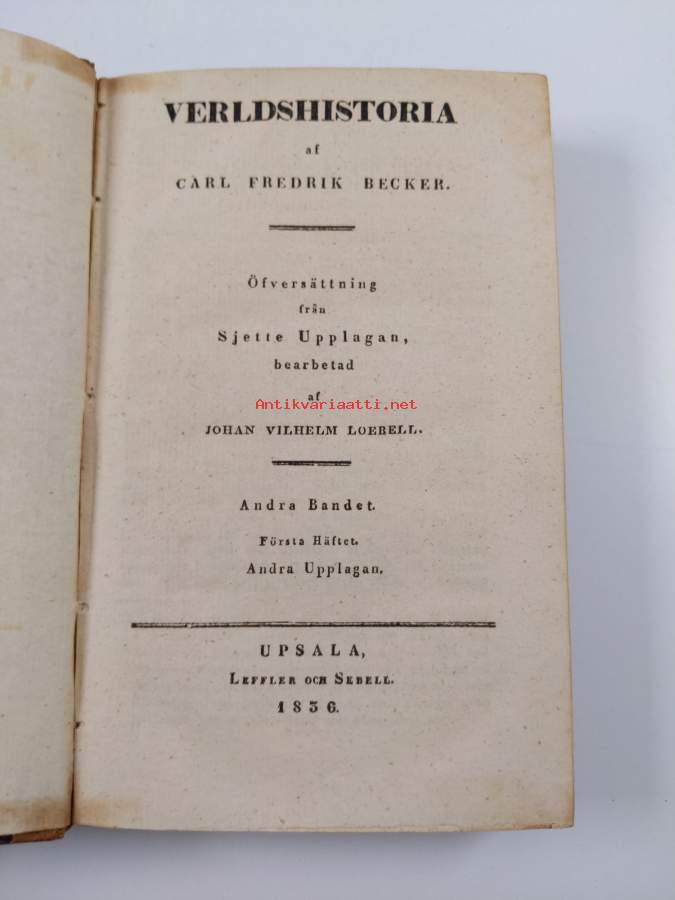 VERLDSHISTORIA
af
CARL FREDRIK BECKER.
Öfversättning
från
Sjette Upplagan,
bearbetad
af
Antikvariaatti.net
JOHAN VILHELM LOEBELL.
Andra Bandet.
Första Häftet.
Andra Upplagan.
UPSALA,
LEFFLER OCH SEBELL.
1836.